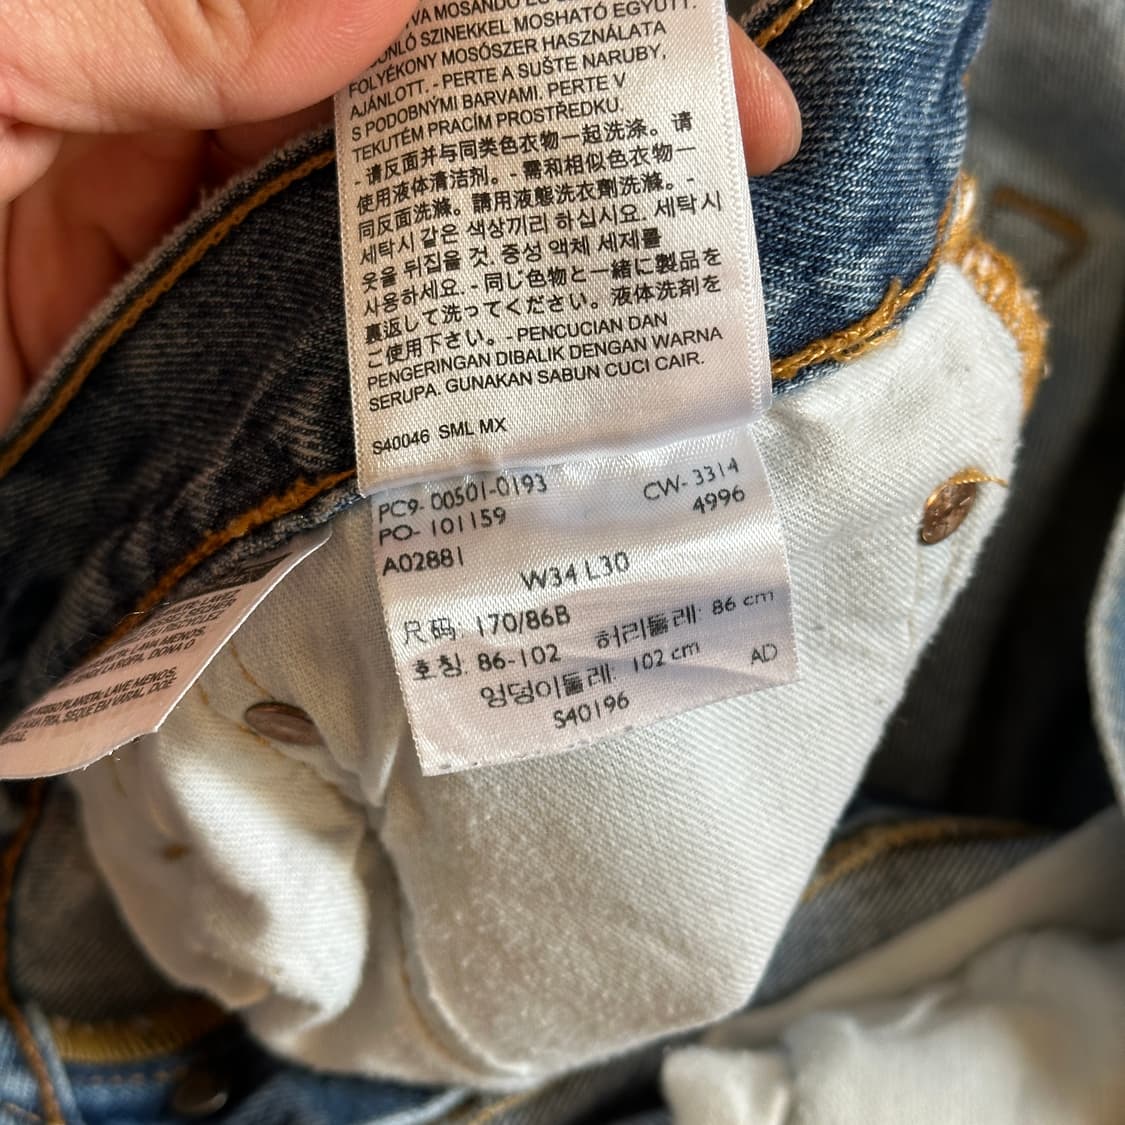 VA MOSANDÓ
ONLÓ SZINEKKEL MOSHATÓ EGYÜTT.
FOLYÉKONY MOSÓSZER HASZNÁLATA
AJÁNLOTT. - PERTE A SUŠTE NARUBY,
S PODOBNÝMI BARVAMI. PERTE V
TEKUTÉM PRACÍM PROSTŘEDKU.
- 请反面并与同类色衣物一起洗涤。请
使用液体清洁剂。- 需和相似色衣物一
同反面洗滌。請用液態洗衣劑洗滌。-
세탁시 같은 색상끼리 하십시요. 세탁시
옷을 뒤집을 것. 중성 액체 세제를
사용하세요. - 同じ色物と一緒に製品を
裏返して洗ってください。液体洗剤を
ご使用下さい。- PENCUCIAN DAN
PENGERINGAN DIBALIK DENGAN WARNA
SERUPA. GUNAKAN SABUN CUCI CAIR.
S40046 SML MX
PC9- 00501-0193 CW- 3314
PO- 101159 4996
A02881
W34 L30
尺码: 170/86B
호칭: 86-102 허리둘레: 86 cm
엉덩이둘레: 102 cm AD
S40196
PLANETA: LAVE MENOS,